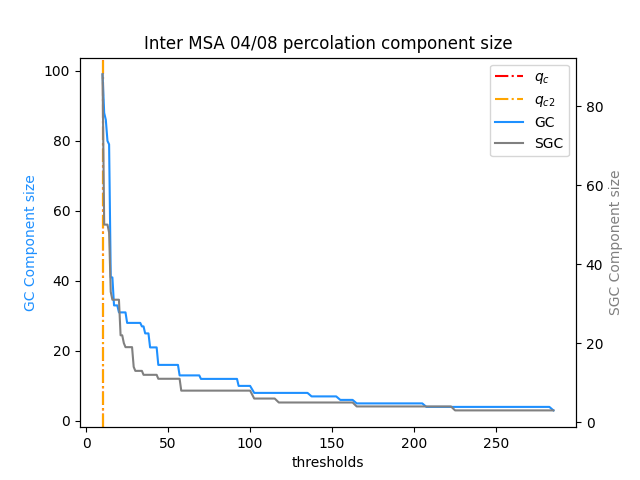 Inter MSA 04/08 percolation component size
100
80
60
40
20
0
GC Component size
80
60
40
20
0
SGC Component size
q_c
q_c2
GC
SGC
0
50
100
150
200
250
thresholds